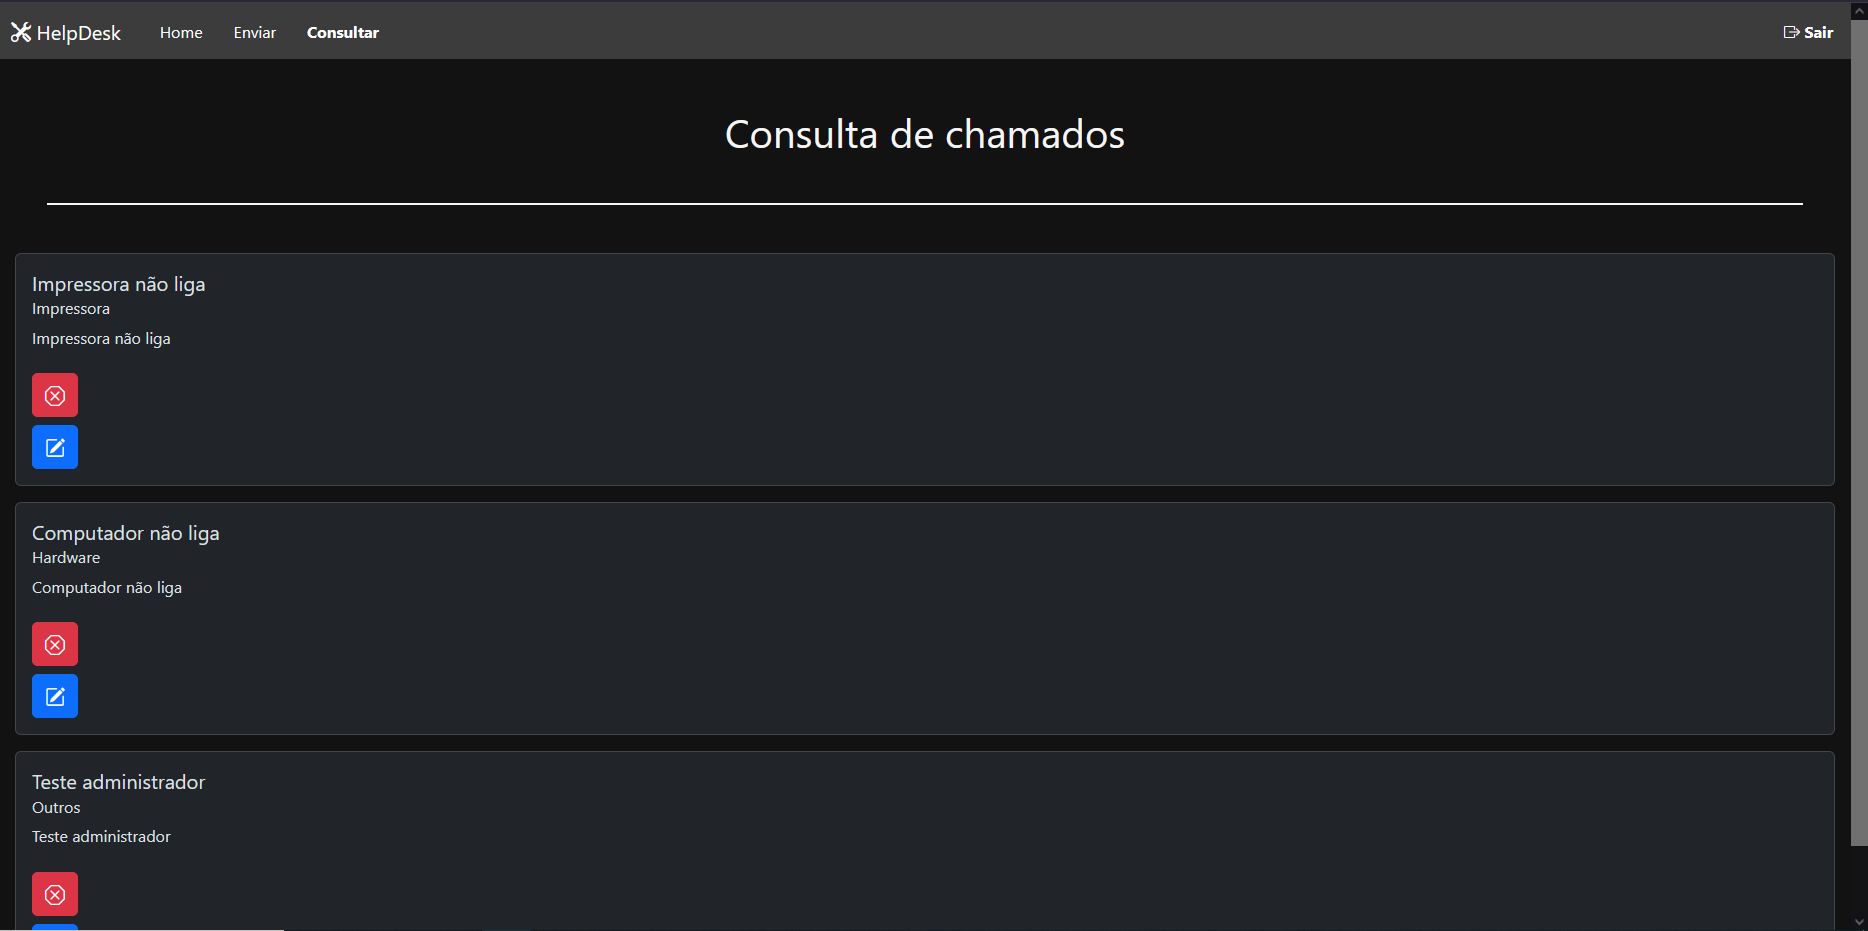 HelpDesk Home Enviar Consultar Sair
Consulta de chamados
Impressora não liga
Impressora
Impressora não liga
Computador não liga
Hardware
Computador não liga
Teste administrador
Outros
Teste administrador